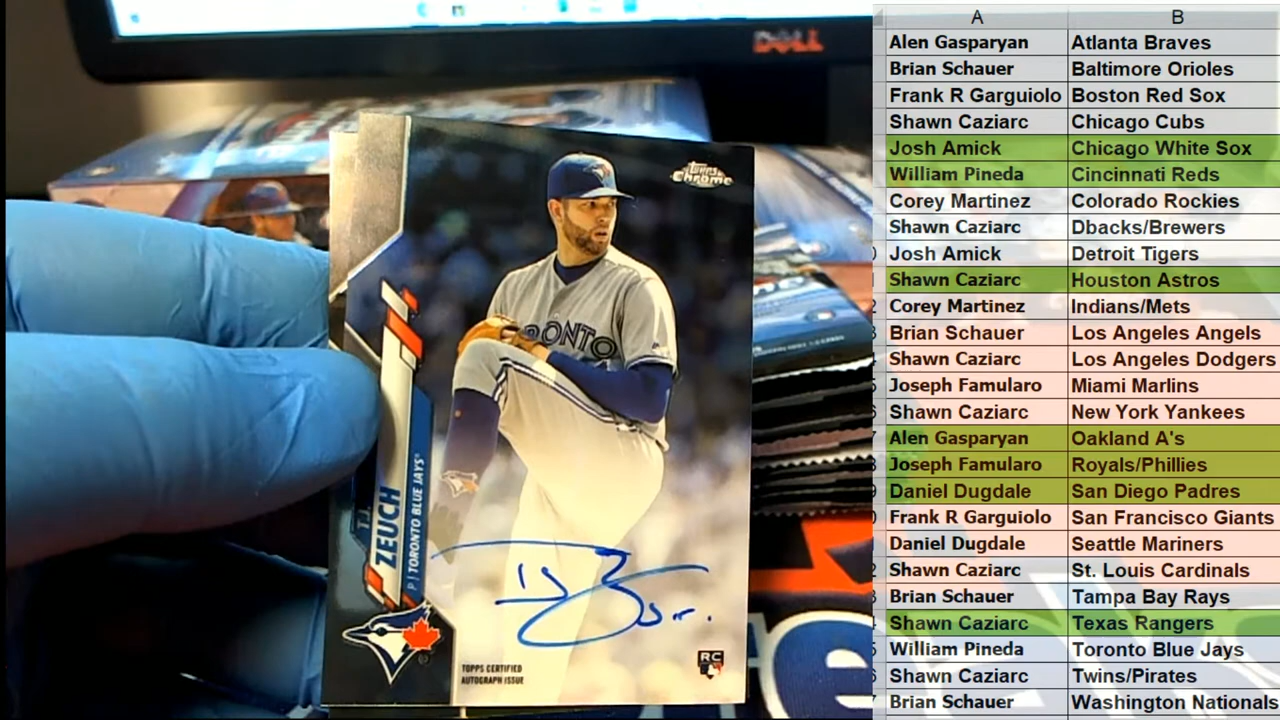 DELL
Topps
Chrome
TORONTO
T.J.
ZEUCH
P | TORONTO BLUE JAYS
TOPPS CERTIFIED
AUTOGRAPH ISSUE
RC
A B
Alen Gasparyan Atlanta Braves
Brian Schauer Baltimore Orioles
Frank R Garguiolo Boston Red Sox
Shawn Caziarc Chicago Cubs
Josh Amick Chicago White Sox
William Pineda Cincinnati Reds
Corey Martinez Colorado Rockies
Shawn Caziarc Dbacks/Brewers
Josh Amick Detroit Tigers
Shawn Caziarc Houston Astros
Corey Martinez Indians/Mets
Brian Schauer Los Angeles Angels
Shawn Caziarc Los Angeles Dodgers
Joseph Famularo Miami Marlins
Shawn Caziarc New York Yankees
Alen Gasparyan Oakland A's
Joseph Famularo Royals/Phillies
Daniel Dugdale San Diego Padres
Frank R Garguiolo San Francisco Giants
Daniel Dugdale Seattle Mariners
Shawn Caziarc St. Louis Cardinals
Brian Schauer Tampa Bay Rays
Shawn Caziarc Texas Rangers
William Pineda Toronto Blue Jays
Shawn Caziarc Twins/Pirates
Brian Schauer Washington Nationals